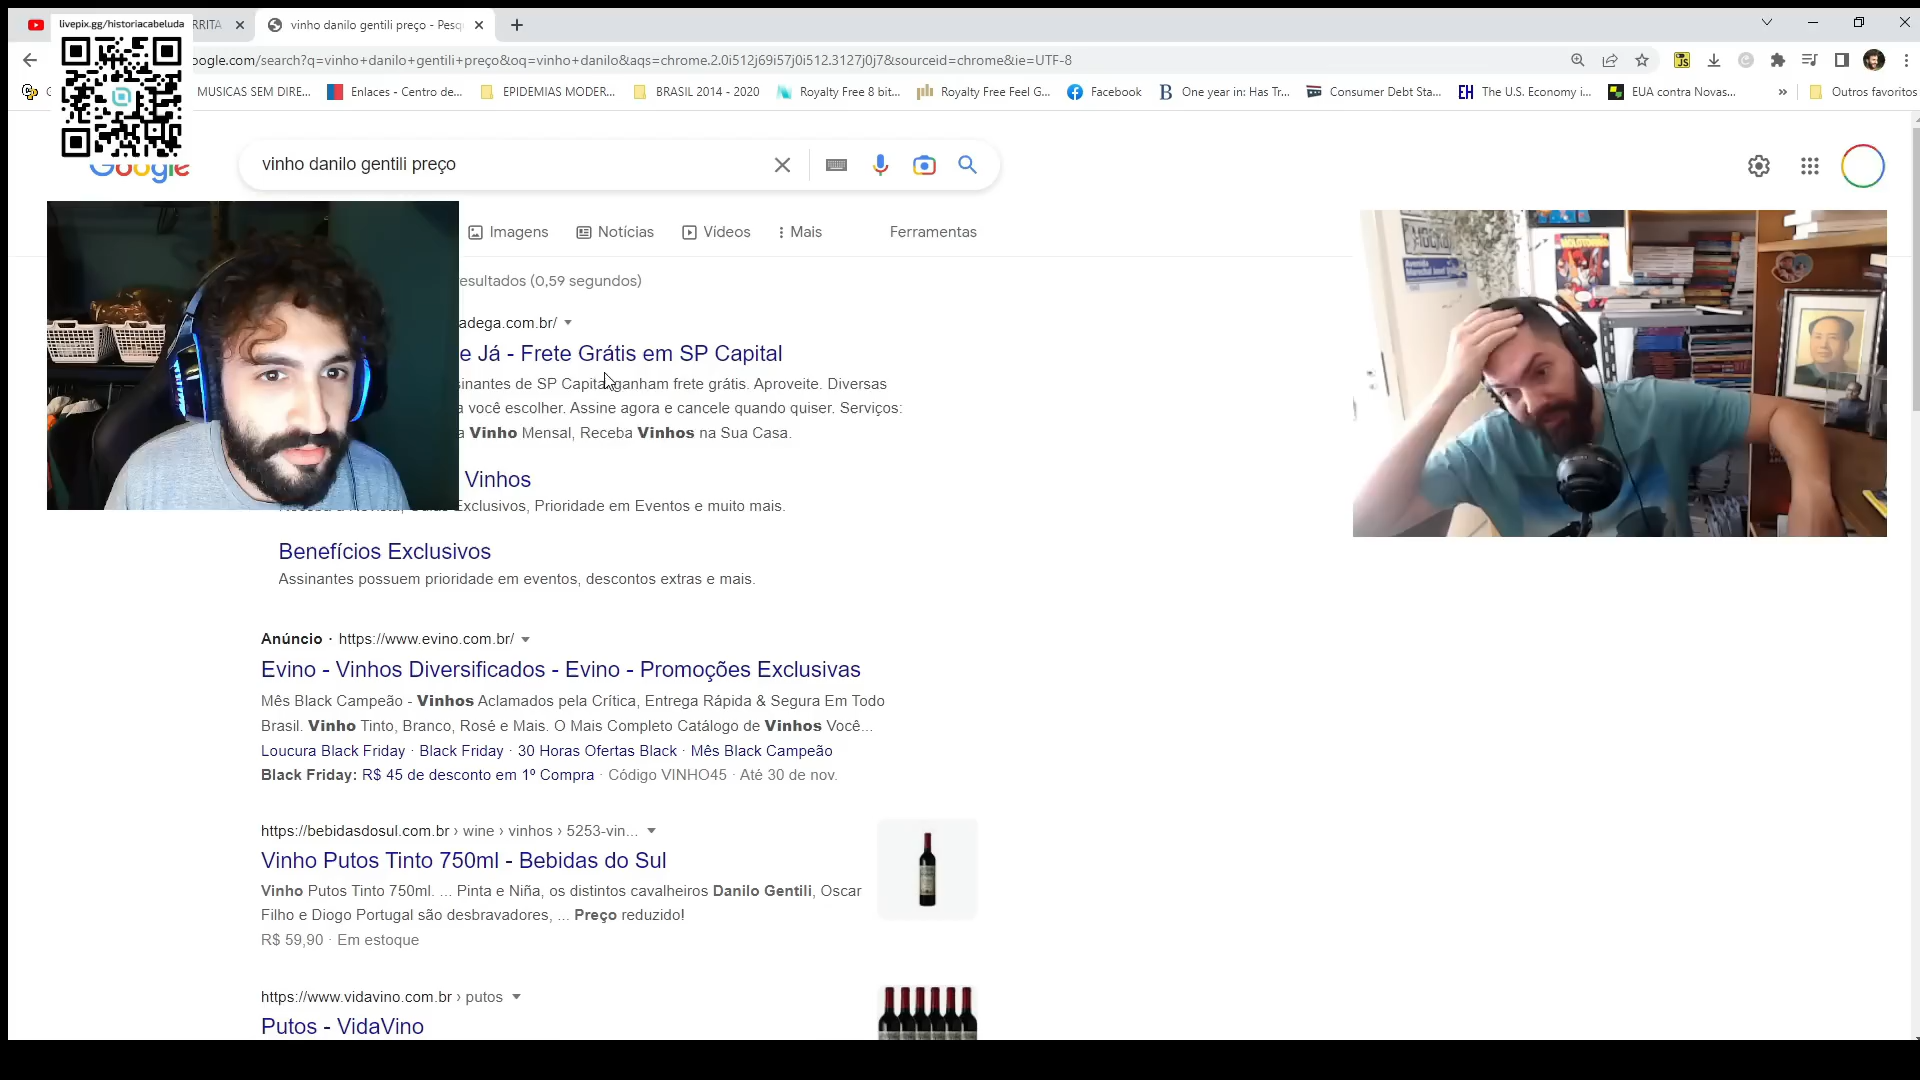 livepix.gg/historiacabeluda
RRITA
vinho danilo gentili preço - Pesq
ogle.com/search?q=vinho+danilo+gentili+preço&oq=vinho+danilo&aqs=chrome.2.0i512j69i57j0i512.3127j0j7&sourceid=chrome&ie=UTF-8
MUSICAS SEM DIRE...
Enlaces - Centro de...
EPIDEMIAS MODER...
BRASIL 2014 - 2020
Royalty Free 8 bit...
Royalty Free Feel G...
Facebook
One year in: Has Tr...
Consumer Debt Sta...
The U.S. Economy i...
EUA contra Novas...
Outros favoritos
Google
vinho danilo gentili preço
Imagens
Notícias
Vídeos
Mais
Ferramentas
esultados (0,59 segundos)
adega.com.br/
e Já - Frete Grátis em SP Capital
sinantes de SP Capital ganham frete grátis. Aproveite. Diversas
a você escolher. Assine agora e cancele quando quiser. Serviços:
a Vinho Mensal, Receba Vinhos na Sua Casa.
Vinhos
Exclusivos, Prioridade em Eventos e muito mais.
Benefícios Exclusivos
Assinantes possuem prioridade em eventos, descontos extras e mais.
Anúncio · https://www.evino.com.br/
Evino - Vinhos Diversificados - Evino - Promoções Exclusivas
Mês Black Campeão - Vinhos Aclamados pela Crítica, Entrega Rápida & Segura Em Todo
Brasil. Vinho Tinto, Branco, Rosé e Mais. O Mais Completo Catálogo de Vinhos Você...
Loucura Black Friday · Black Friday · 30 Horas Ofertas Black · Mês Black Campeão
Black Friday: R$ 45 de desconto em 1º Compra · Código VINHO45 · Até 30 de nov.
https://bebidasdosul.com.br › wine › vinhos › 5253-vin...
Vinho Putos Tinto 750ml - Bebidas do Sul
Vinho Putos Tinto 750ml. ... Pinta e Niña, os distintos cavalheiros Danilo Gentili, Oscar
Filho e Diogo Portugal são desbravadores, ... Preço reduzido!
R$ 59,90 · Em estoque
https://www.vidavino.com.br › putos
Putos - VidaVino